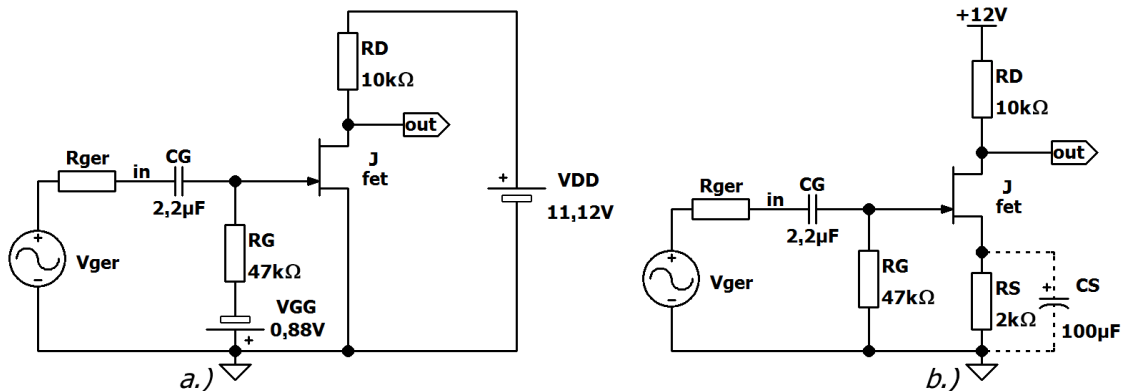 RD
10kΩ
out
J
fet
Rger
in
CG
2,2µF
Vger
RG
47kΩ
VGG
0,88V
VDD
11,12V
a.)
+12V
RD
10kΩ
out
J
fet
Rger
in
CG
2,2µF
Vger
RG
47kΩ
RS
2kΩ
CS
100µF
b.)